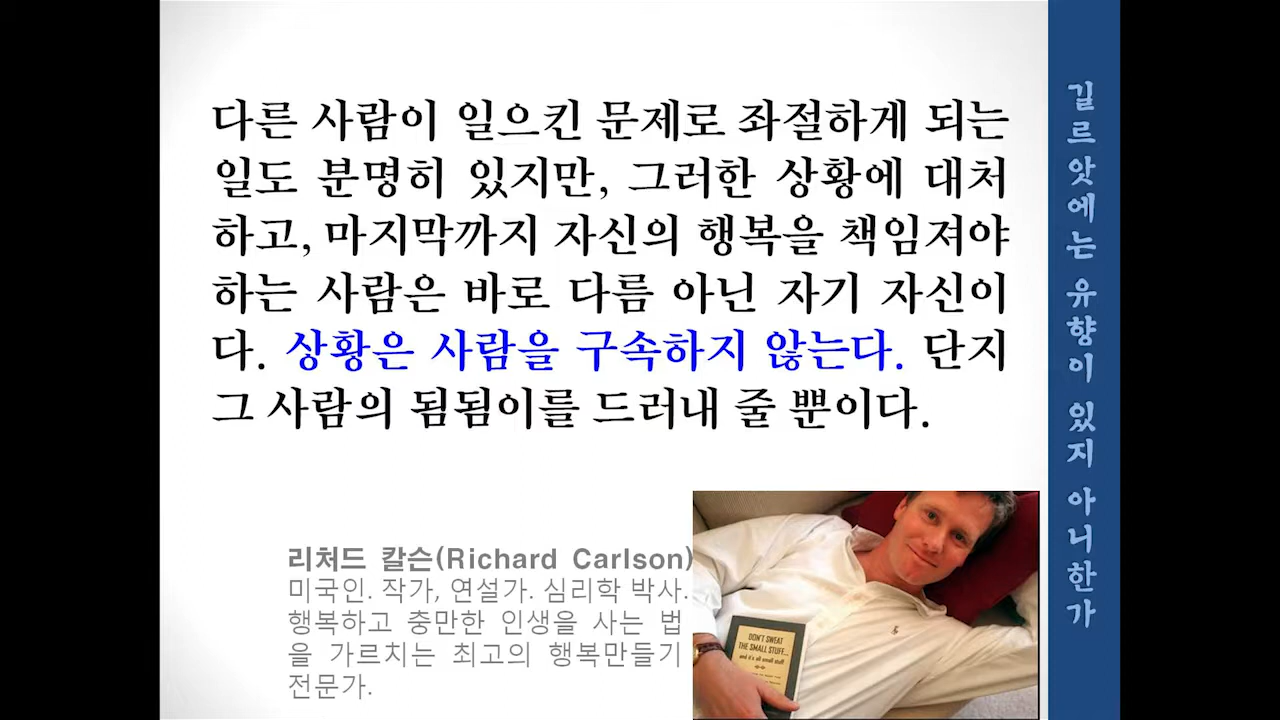 다른 사람이 일으킨 문제로 좌절하게 되는
일도 분명히 있지만, 그러한 상황에 대처
하고, 마지막까지 자신의 행복을 책임져야
하는 사람은 바로 다름 아닌 자기 자신이
다. 상황은 사람을 구속하지 않는다. 단지
그 사람의 됨됨이를 드러내 줄 뿐이다.
리처드 칼슨(Richard Carlson)
미국인. 작가, 연설가. 심리학 박사.
행복하고 충만한 인생을 사는 법
을 가르치는 최고의 행복만들기
전문가.
DON'T SWEAT
THE SMALL STUFF...
and it's all small stuff
길르앗에는 유향이 있지 아니한가